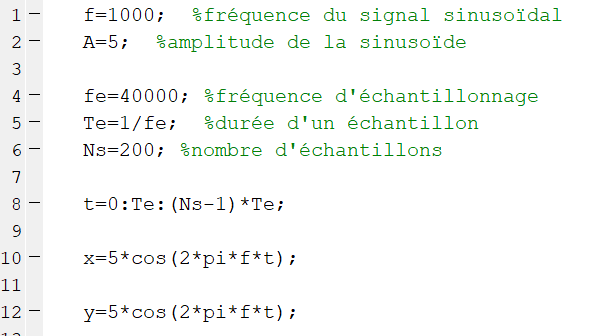 1 – f=1000; %fréquence du signal sinusoïdal
2 – A=5; %amplitude de la sinusoïde
3
4 – fe=40000; %fréquence d'échantillonnage
5 – Te=1/fe; %durée d'un échantillon
6 – Ns=200; %nombre d'échantillons
7
8 – t=0:Te:(Ns-1)*Te;
9
10 – x=5*cos(2*pi*f*t);
11
12 – y=5*cos(2*pi*f*t);